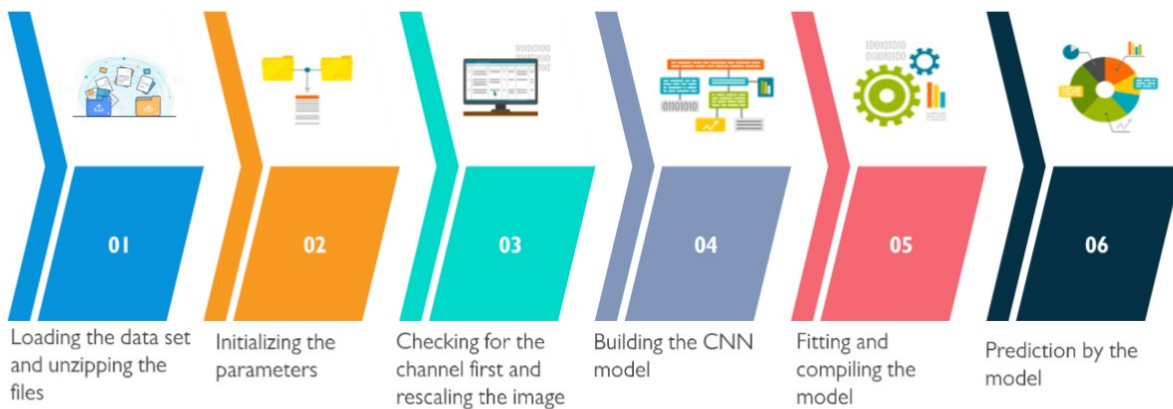 01
Loading the data set
and unzipping the
files
02
Initializing the
parameters
03
Checking for the
channel first and
rescaling the image
04
Building the CNN
model
05
Fitting and
compiling the
model
06
Prediction by the
model